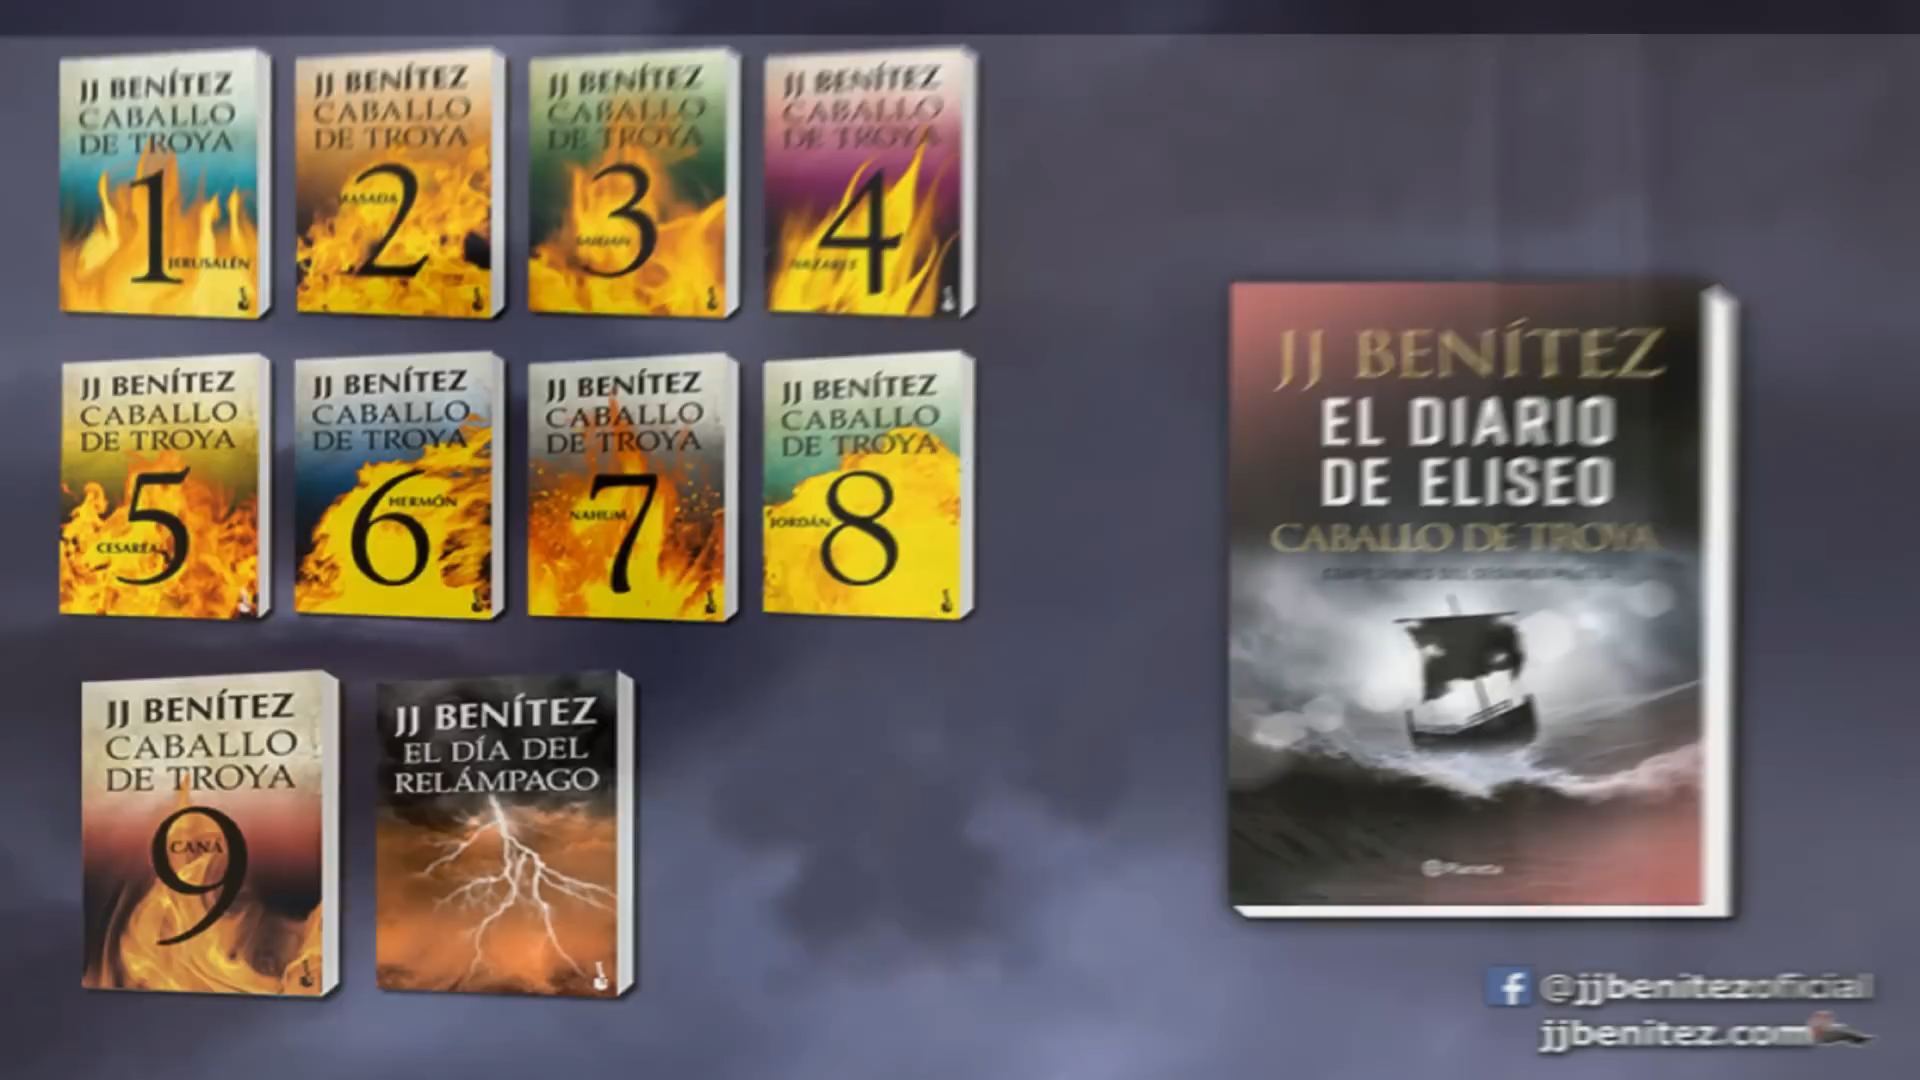 JJ BENÍTEZ
CABALLO
DE TROYA
1
JERUSALÉN
JJ BENÍTEZ
CABALLO
DE TROYA
MASADA
2
JJ BENÍTEZ
CABALLO
DE TROYA
3
SAIDAN
JJ BENÍTEZ
CABALLO
DE TROYA
4
NAZARET
JJ BENÍTEZ
CABALLO
DE TROYA
5
CESAREA
JJ BENÍTEZ
CABALLO
DE TROYA
6
HERMÓN
JJ BENÍTEZ
CABALLO
DE TROYA
7
NAHUM
JJ BENÍTEZ
CABALLO
DE TROYA
8
JORDÁN
JJ BENÍTEZ
CABALLO
DE TROYA
9
CANÁ
JJ BENÍTEZ
EL DÍA DEL
RELÁMPAGO
JJ BENÍTEZ
EL DIARIO
DE ELISEO
CABALLO DE TROYA
Planeta
f @jjbenitezoficial
jjbenitez.com